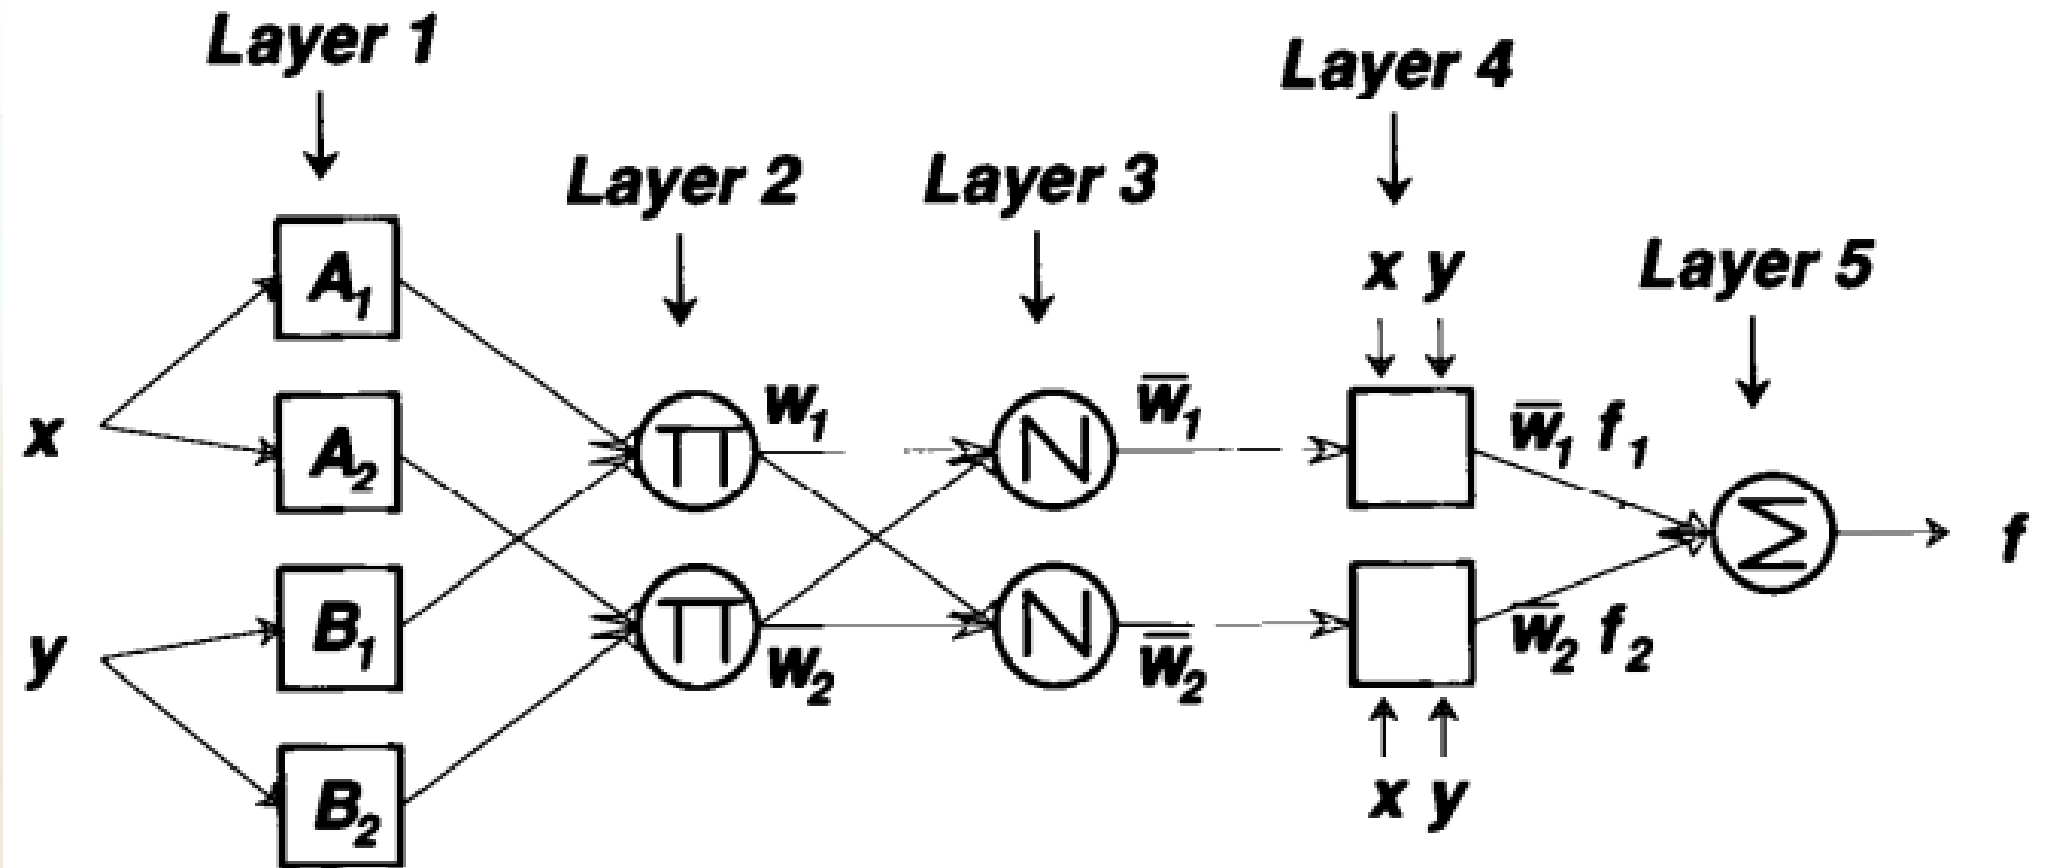 Layer 1
Layer 4
Layer 2
Layer 3
x y
Layer 5
A₁
x
A₂
Π
w₁
N
w̅₁
w̅₁ f₁
Σ
f
y
B₁
Π
w₂
N
w̅₂
w̅₂ f₂
B₂
x y